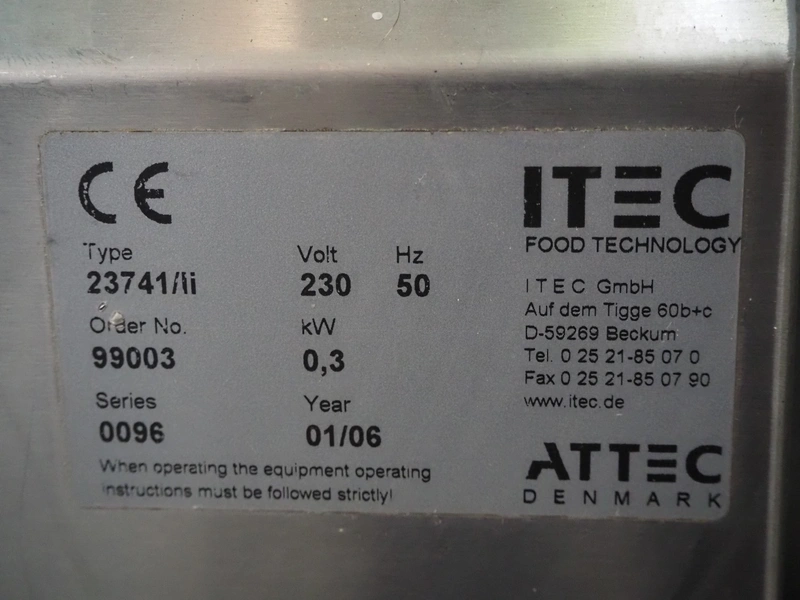 CE
Type
23741/li
Volt
230
Hz
50
Order No.
99003
kW
0,3
Series
0096
Year
01/06
When operating the equipment operating
instructions must be followed strictly!
ITEC
FOOD TECHNOLOGY
ITEC GmbH
Auf dem Tigge 60b+c
D-59269 Beckum
Tel. 0 25 21-85 07 0
Fax 0 25 21-85 07 90
www.itec.de
ATTEC
DENMARK